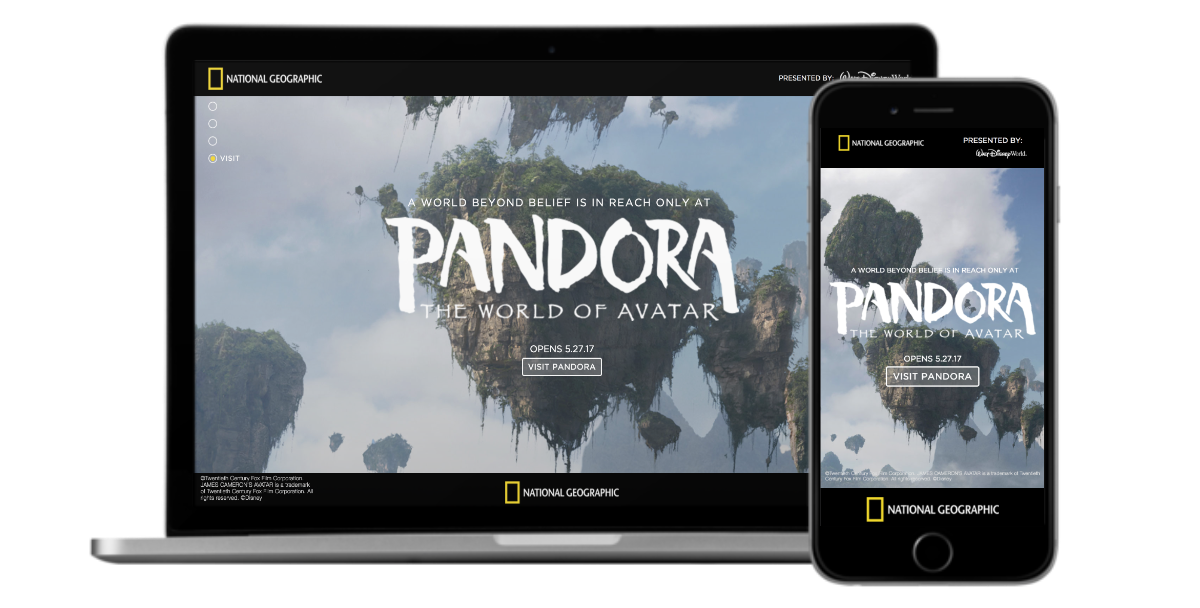 NATIONAL GEOGRAPHIC
PRESENTED BY: Walt Disney World
VISIT
A WORLD BEYOND BELIEF IS IN REACH ONLY AT
PANDORA
THE WORLD OF AVATAR
OPENS 5.27.17
VISIT PANDORA
©Twentieth Century Fox Film Corporation.
JAMES CAMERON'S AVATAR is a trademark
of Twentieth Century Fox Film Corporation. All
rights reserved. ©Disney
NATIONAL GEOGRAPHIC
NATIONAL GEOGRAPHIC
PRESENTED BY:
Walt Disney World.
A WORLD BEYOND BELIEF IS IN REACH ONLY AT
PANDORA
THE WORLD OF AVATAR
OPENS 5.27.17
VISIT PANDORA
©Twentieth Century Fox Film Corporation. JAMES CAMERON'S AVATAR is a trademark of Twentieth
Century Fox Film Corporation. All rights reserved. ©Disney
NATIONAL GEOGRAPHIC